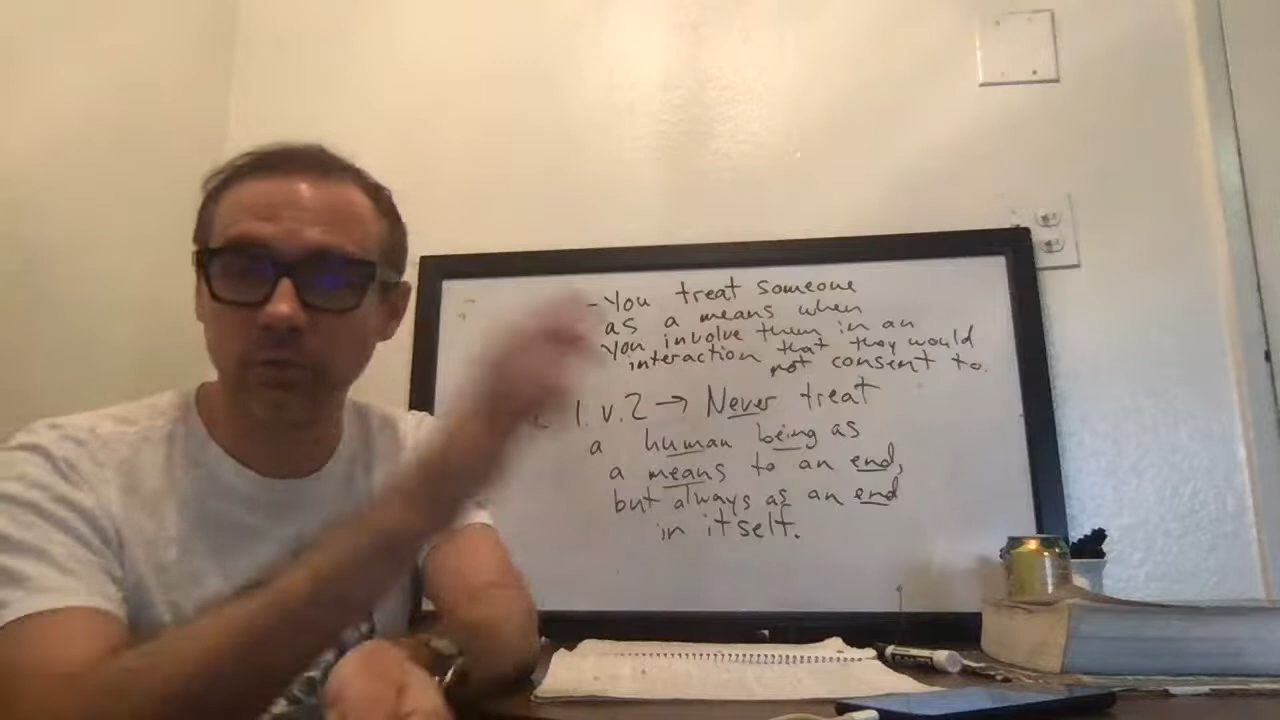 - You treat someone
as a means when
you involve them in an
interaction that they would
not consent to.
1. v. 2 → Never treat
a human being as
a means to an end,
but always as an end
in itself.